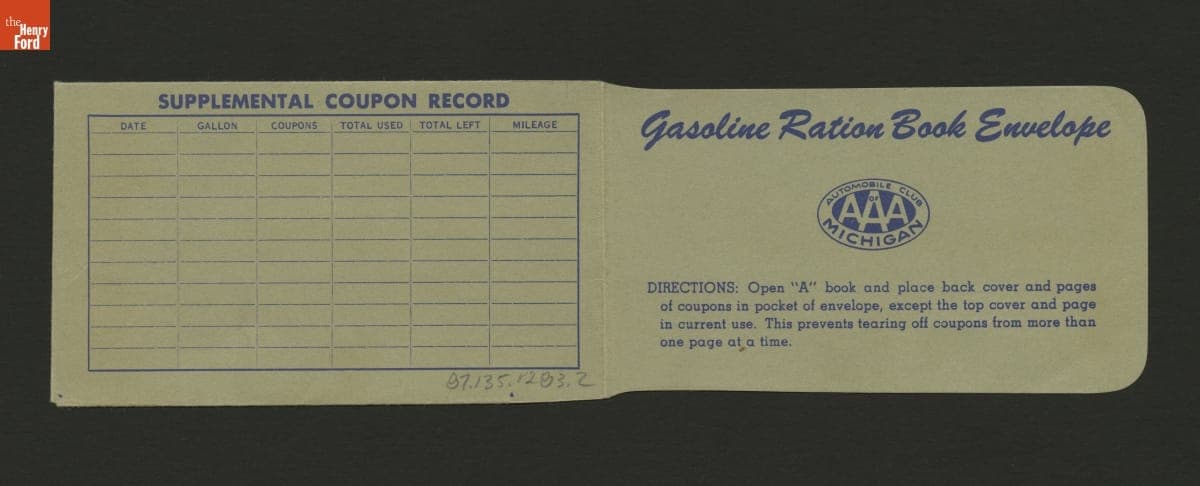 the
Henry
Ford
SUPPLEMENTAL COUPON RECORD
DATE GALLON COUPONS TOTAL USED TOTAL LEFT MILEAGE
87.135.1283.2
Gasoline Ration Book Envelope
AUTOMOBILE CLUB
OF
AAA
MICHIGAN
DIRECTIONS: Open "A" book and place back cover and pages
of coupons in pocket of envelope, except the top cover and page
in current use. This prevents tearing off coupons from more than
one page at a time.